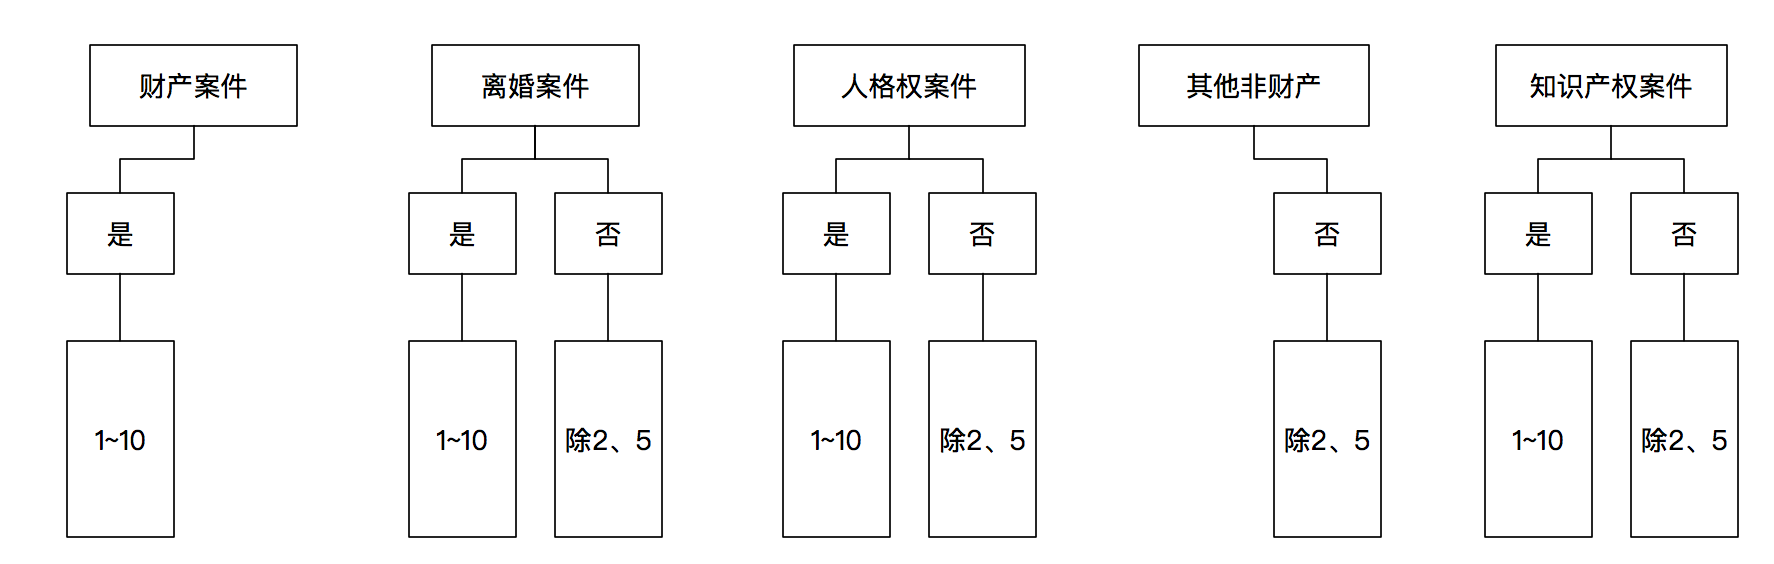 财产案件
离婚案件
人格权案件
其他非财产
知识产权案件
是
是
否
是
否
否
是
否
1~10
1~10
除2、5
1~10
除2、5
除2、5
1~10
除2、5